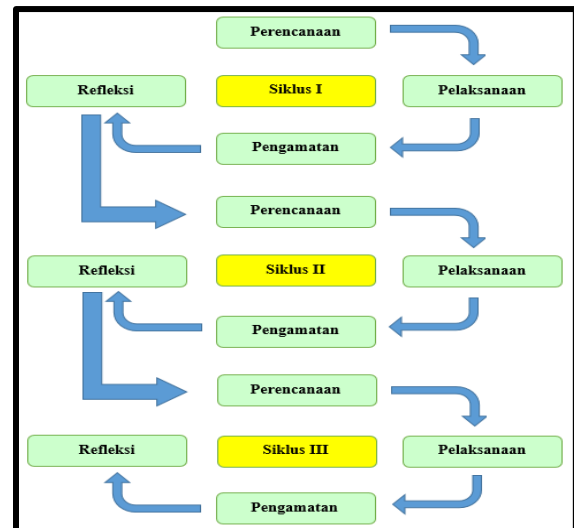 Perencanaan
Refleksi
Siklus I
Pelaksanaan
Pengamatan
Perencanaan
Refleksi
Siklus II
Pelaksanaan
Pengamatan
Perencanaan
Refleksi
Siklus III
Pelaksanaan
Pengamatan